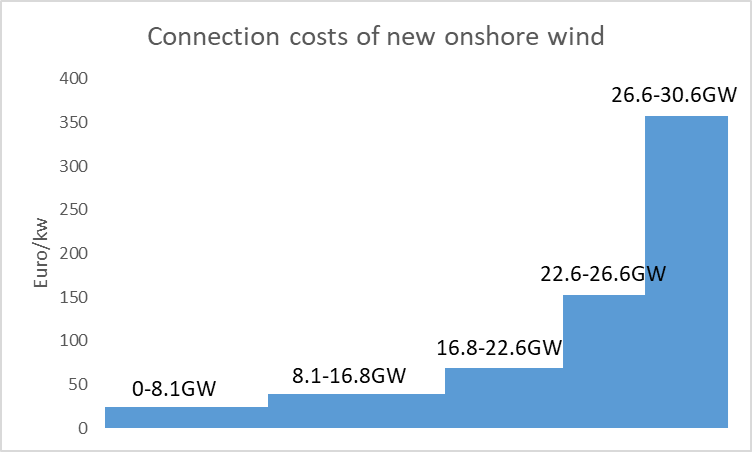 Connection costs of new onshore wind
400
350
300
250
200
150
100
50
0
Euro/kw
0-8.1GW
8.1-16.8GW
16.8-22.6GW
22.6-26.6GW
26.6-30.6GW